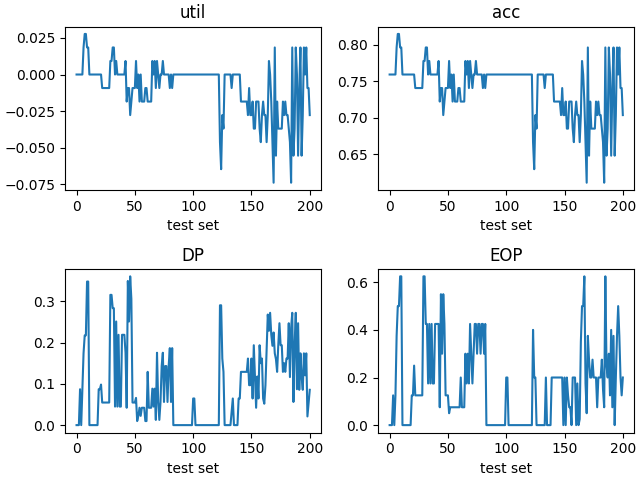 util
0.025
0.000
−0.025
−0.050
−0.075
0 50 100 150 200
test set
acc
0.80
0.75
0.70
0.65
0 50 100 150 200
test set
DP
0.3
0.2
0.1
0.0
0 50 100 150 200
test set
EOP
0.6
0.4
0.2
0.0
0 50 100 150 200
test set